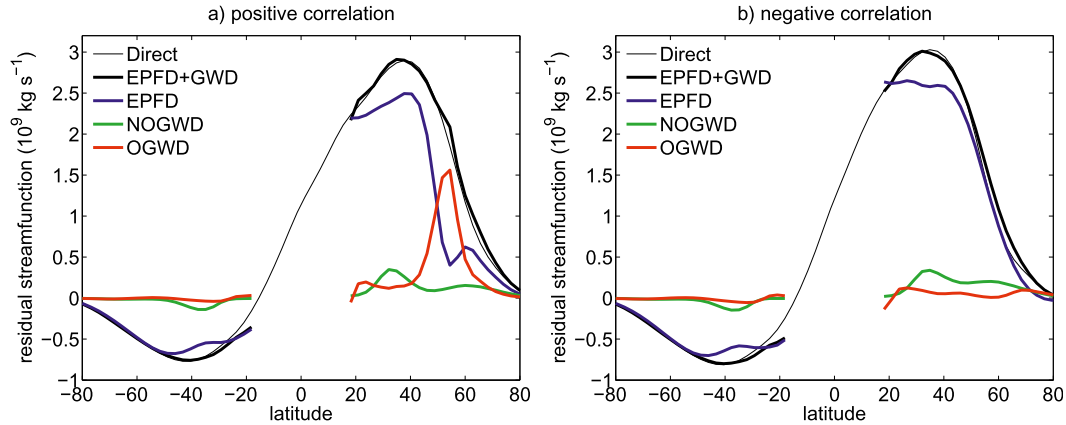 a) positive correlation
residual streamfunction (10⁹ kg s⁻¹)
3
2.5
2
1.5
1
0.5
0
−0.5
−1
Direct
EPFD+GWD
EPFD
NOGWD
OGWD
−80 −60 −40 −20 0 20 40 60 80
latitude
b) negative correlation
residual streamfunction (10⁹ kg s⁻¹)
3
2.5
2
1.5
1
0.5
0
−0.5
−1
Direct
EPFD+GWD
EPFD
NOGWD
OGWD
−80 −60 −40 −20 0 20 40 60 80
latitude